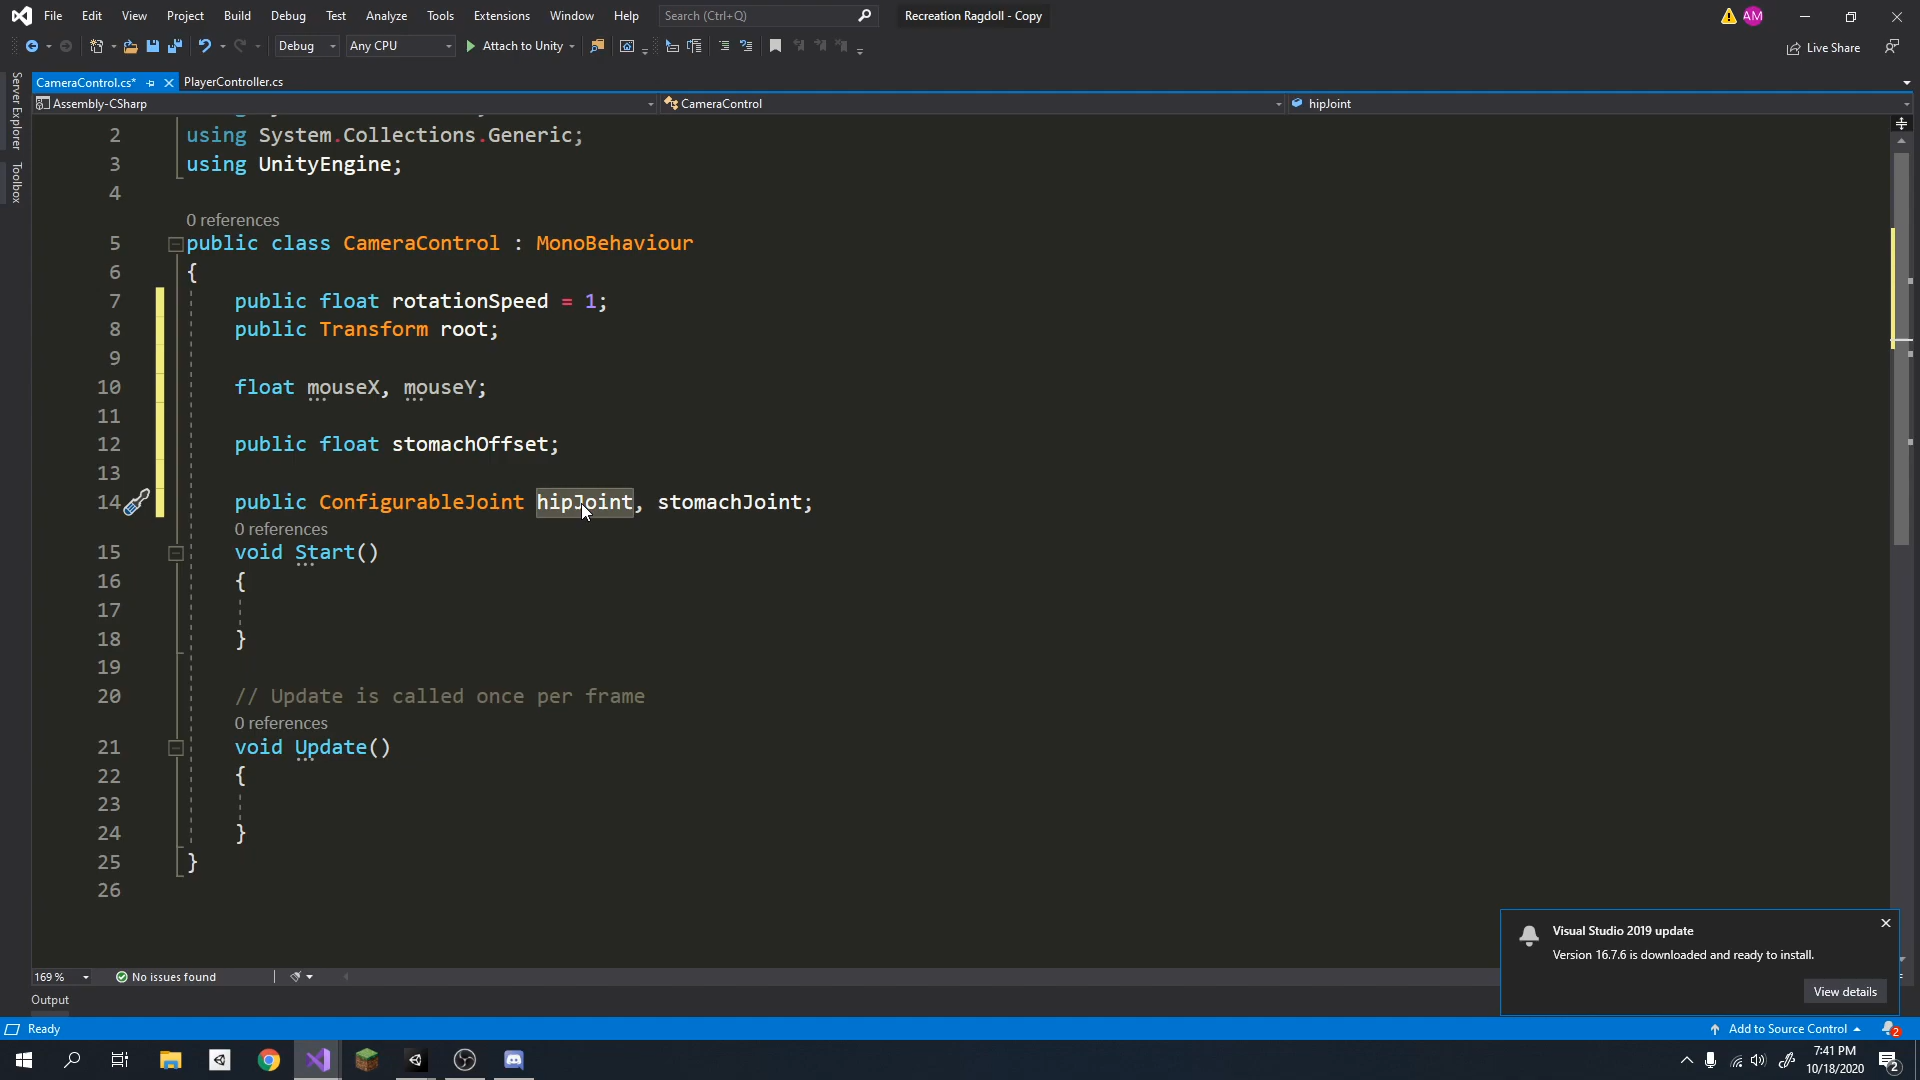 File Edit View Project Build Debug Test Analyze Tools Extensions Window Help Search (Ctrl+Q) Recreation Ragdoll - Copy AM
Debug Any CPU Attach to Unity Live Share
CameraControl.cs* PlayerController.cs
Assembly-CSharp CameraControl hipJoint
Server Explorer
Toolbox
2 using System.Collections.Generic;
3 using UnityEngine;
4
0 references
5 public class CameraControl : MonoBehaviour
6 {
7 public float rotationSpeed = 1;
8 public Transform root;
9
10 float mouseX, mouseY;
11
12 public float stomachOffset;
13
14 public ConfigurableJoint hipJoint, stomachJoint;
0 references
15 void Start()
16 {
17
18 }
19
20 // Update is called once per frame
0 references
21 void Update()
22 {
23
24 }
25 }
26
Visual Studio 2019 update
Version 16.7.6 is downloaded and ready to install.
View details
169 % No issues found
Output
Ready Add to Source Control 2
7:41 PM
10/18/2020 2